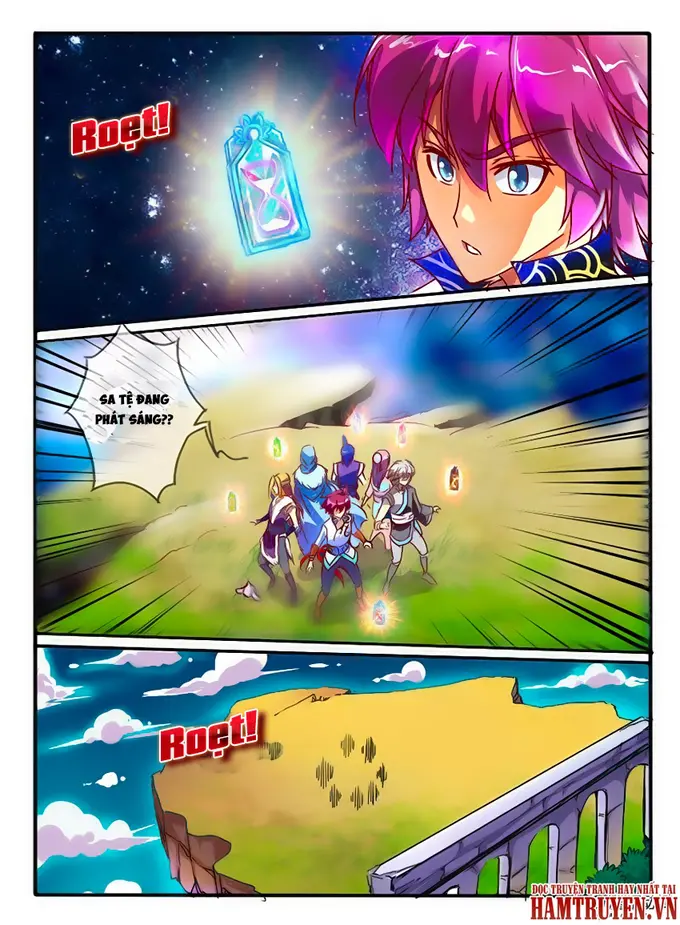 Roẹt!
SA TỆ ĐANG
PHÁT SÁNG??
Roẹt!
ĐỌC TRUYỆN TRANH HAY NHẤT TẠI
HAMTRUYEN.VN